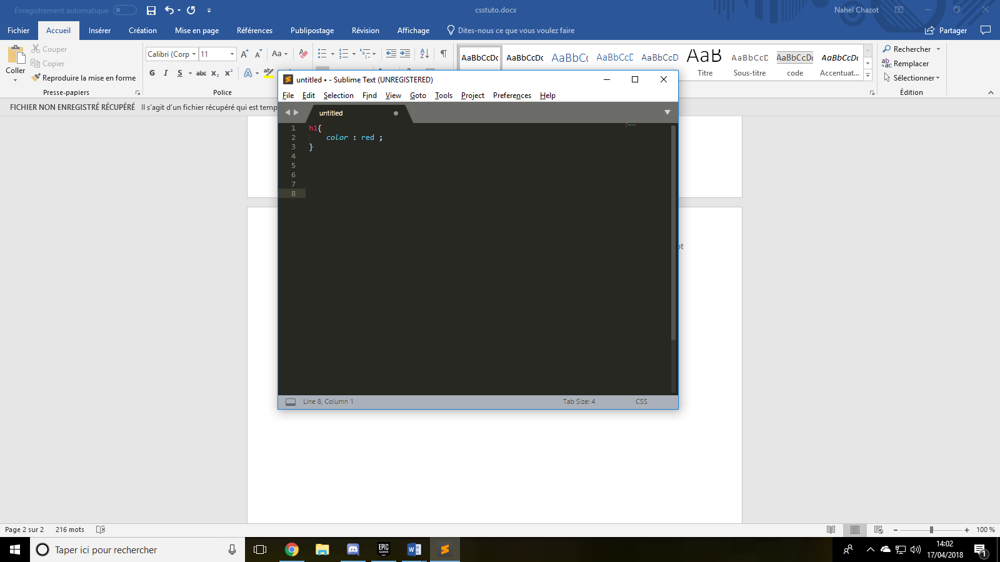 Enregistrement automatique
csstuto.docx
Nahel Chazot
Fichier Accueil Insérer Création Mise en page Références Publipostage Révision Affichage Dites-nous ce que vous voulez faire Partager
Coller
Couper
Copier
Reproduire la mise en forme
Presse-papiers
Calibri (Corp 11
Aa
G I S abc x₂ x² A ab
Police
AaBbCcDc AaBbCcDc AaBbCc AaBbCcD AaBbCcD AaB AaBbCcD AaBbCcDc AaBbCcDc
Titre Sous-titre code Accentuat...
Rechercher
Remplacer
Sélectionner
Édition
FICHIER NON ENREGISTRÉ RÉCUPÉRÉ Il s'agit d'un fichier récupéré qui est temp
untitled • - Sublime Text (UNREGISTERED)
File Edit Selection Find View Goto Tools Project Preferences Help
untitled
1 h1{
2 color : red ;
3 }
4
5
6
7
8
Line 8, Column 1 Tab Size: 4 CSS
Page 2 sur 2 216 mots 100 %
Taper ici pour rechercher
EPIC GAMES
14:02
17/04/2018
1